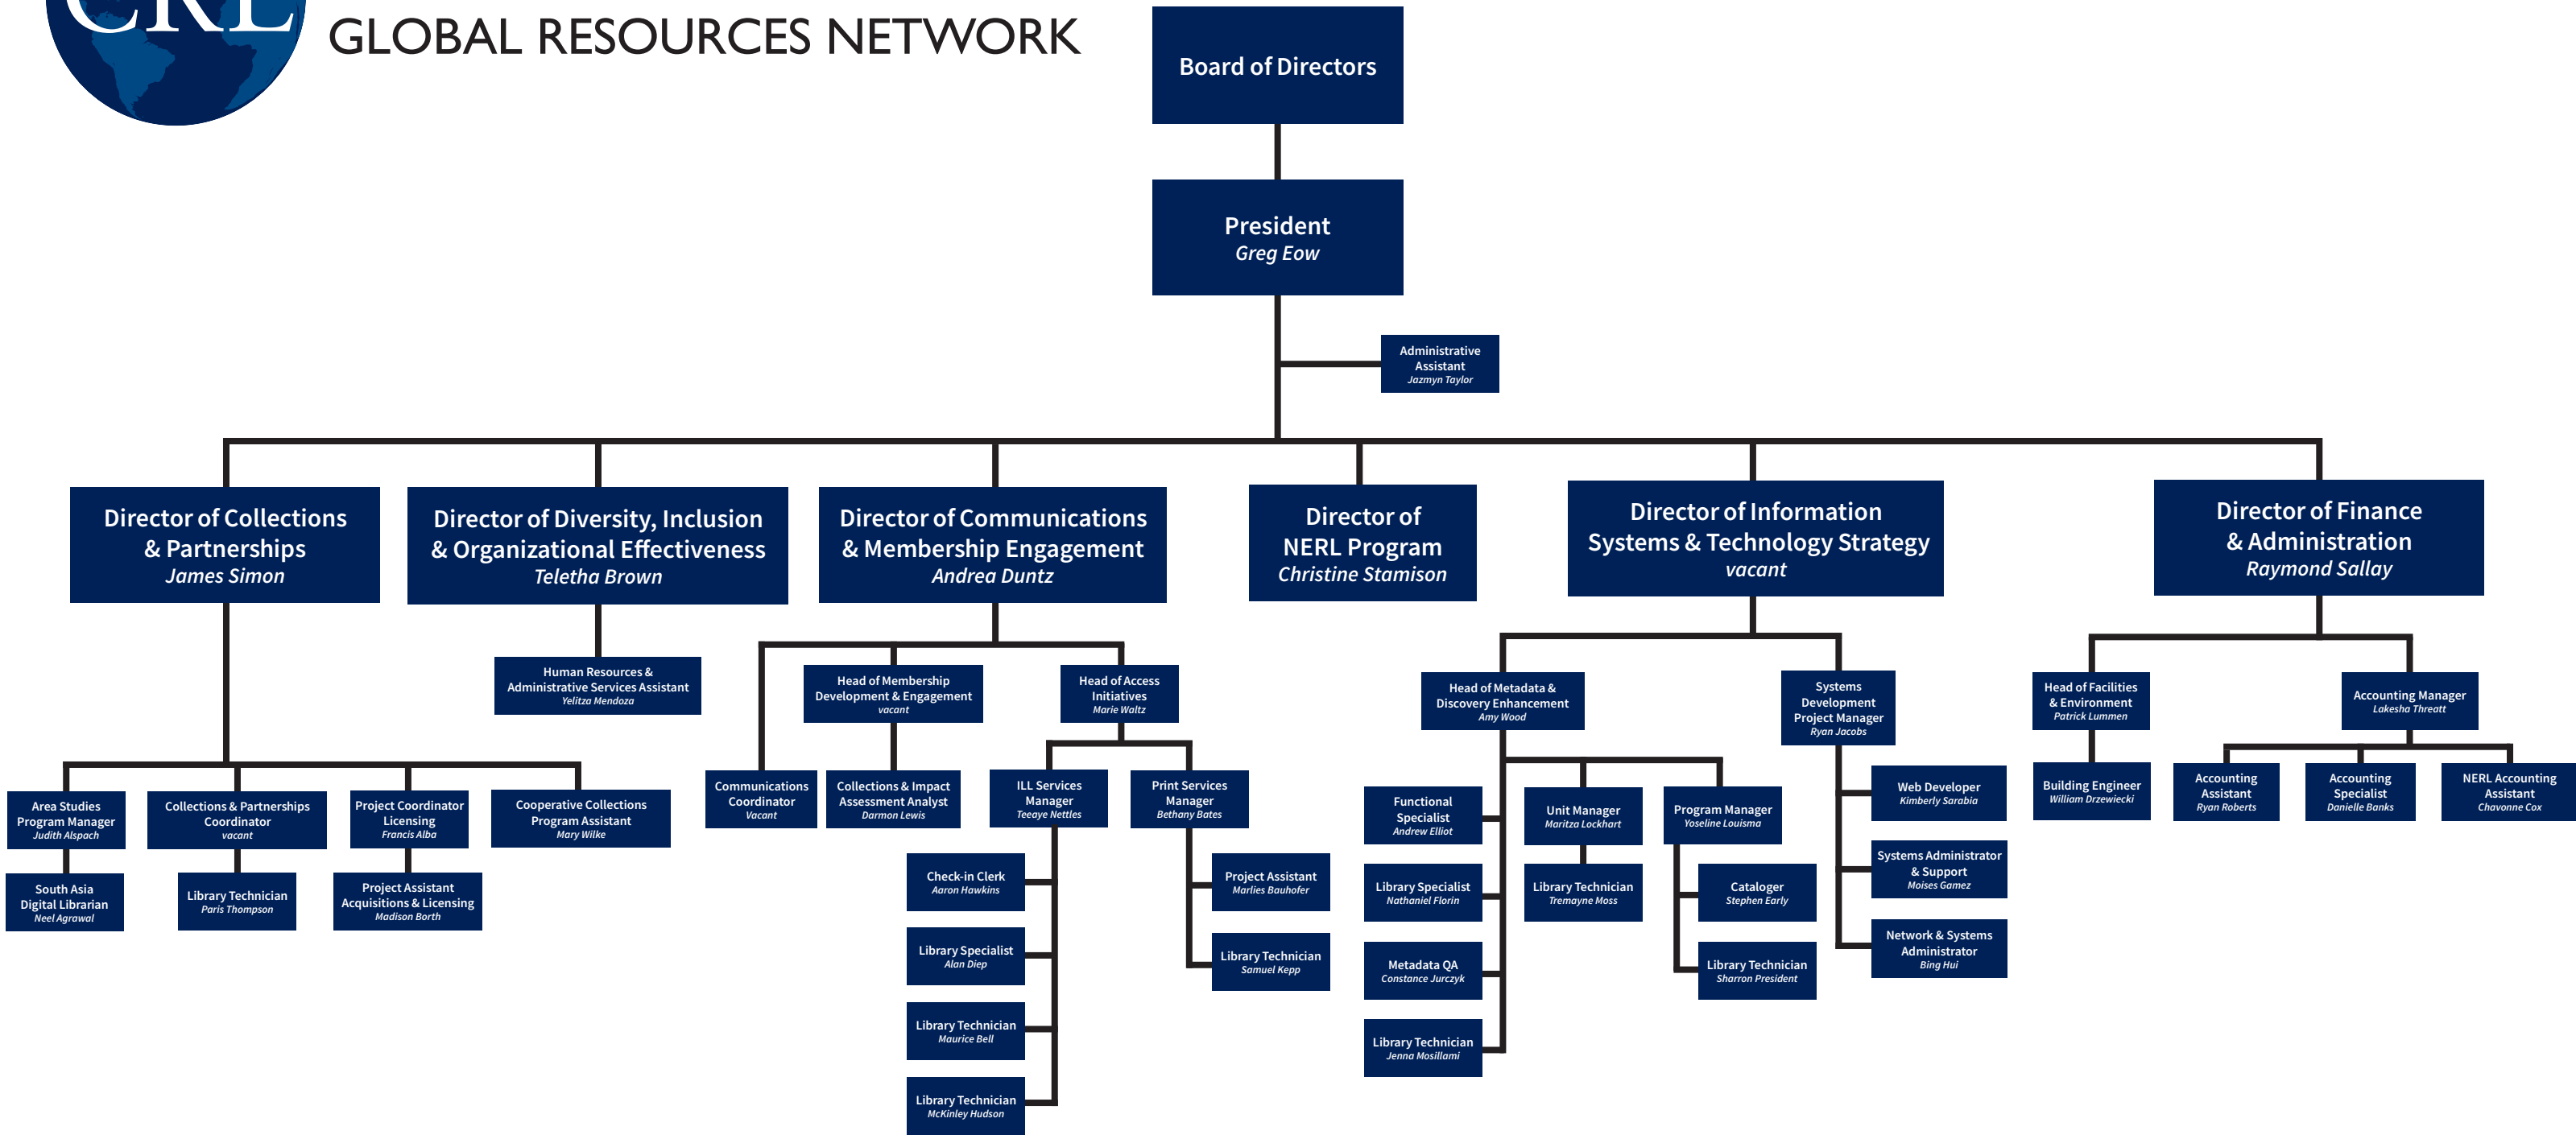 CRL
GLOBAL RESOURCES NETWORK
Board of Directors
President
Greg Eow
Administrative
Assistant
Jazmyn Taylor
Director of Collections
& Partnerships
James Simon
Director of Diversity, Inclusion
& Organizational Effectiveness
Teletha Brown
Director of Communications
& Membership Engagement
Andrea Duntz
Director of
NERL Program
Christine Stamison
Director of Information
Systems & Technology Strategy
vacant
Director of Finance
& Administration
Raymond Sallay
Human Resources &
Administrative Services Assistant
Yelitza Mendoza
Head of Membership
Development & Engagement
vacant
Head of Access
Initiatives
Marie Waltz
Head of Metadata &
Discovery Enhancement
Amy Wood
Systems
Development
Project Manager
Ryan Jacobs
Head of Facilities
& Environment
Patrick Lummen
Accounting Manager
Lakesha Threatt
Area Studies
Program Manager
Judith Alspach
Collections & Partnerships
Coordinator
vacant
Project Coordinator
Licensing
Francis Alba
Cooperative Collections
Program Assistant
Mary Wilke
Communications
Coordinator
Vacant
Collections & Impact
Assessment Analyst
Darmon Lewis
ILL Services
Manager
Teeaye Nettles
Print Services
Manager
Bethany Bates
Functional
Specialist
Andrew Elliot
Unit Manager
Maritza Lockhart
Program Manager
Yoseline Louisma
Web Developer
Kimberly Sarabia
Building Engineer
William Drzewiecki
Accounting
Assistant
Ryan Roberts
Accounting
Specialist
Danielle Banks
NERL Accounting
Assistant
Chavonne Cox
South Asia
Digital Librarian
Neel Agrawal
Library Technician
Paris Thompson
Project Assistant
Acquisitions & Licensing
Madison Borth
Check-in Clerk
Aaron Hawkins
Project Assistant
Marlies Bauhofer
Library Specialist
Nathaniel Florin
Library Technician
Tremayne Moss
Cataloger
Stephen Early
Systems Administrator
& Support
Moises Gamez
Library Specialist
Alan Diep
Library Technician
Samuel Kepp
Metadata QA
Constance Jurczyk
Library Technician
Sharron President
Network & Systems
Administrator
Bing Hui
Library Technician
Maurice Bell
Library Technician
Jenna Mosillami
Library Technician
McKinley Hudson